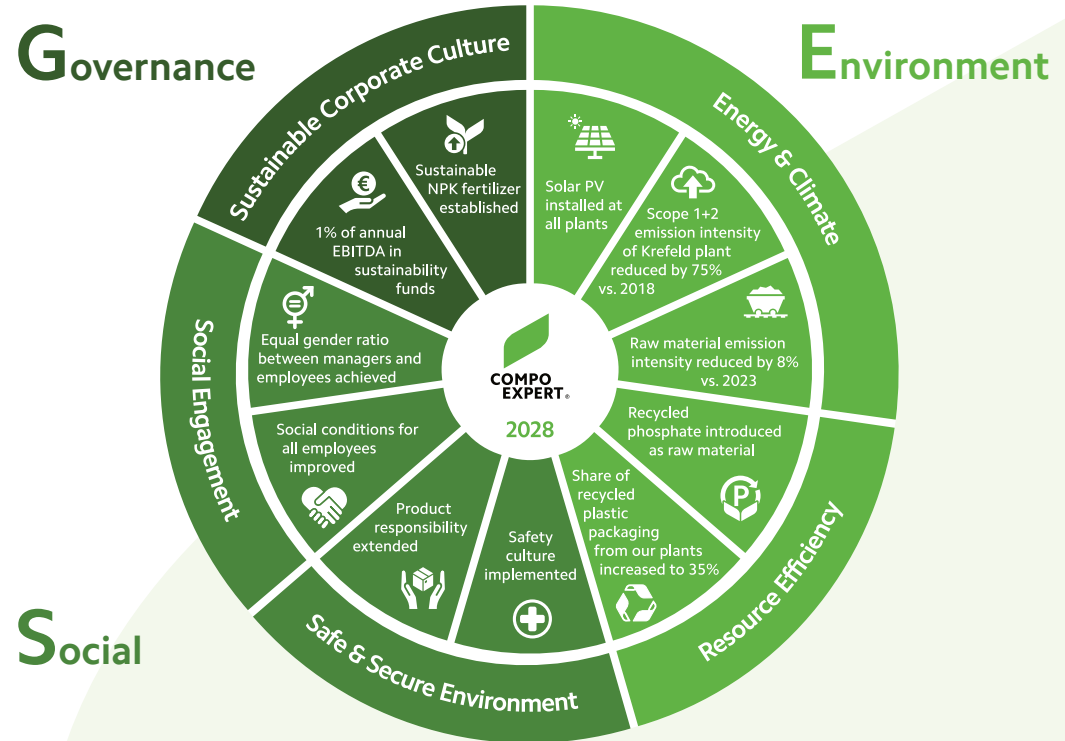 Governance
Environment
Sustainable Corporate Culture
Energy & Climate
Resource Efficiency
Safe & Secure Environment
Social Engagement
Social
Solar PV
installed at
all plants
Scope 1+2
emission intensity
of Krefeld plant
reduced by 75%
vs. 2018
Raw material emission
intensity reduced by 8%
vs. 2023
Recycled
phosphate introduced
as raw material
P
Share of
recycled
plastic
packaging
from our plants
increased to 35%
Safety
culture
implemented
Product
responsibility
extended
Social conditions for
all employees
improved
Equal gender ratio
between managers and
employees achieved
€
1% of annual
EBITDA in
sustainability
funds
Sustainable
NPK fertilizer
established
COMPO
EXPERT®
2028